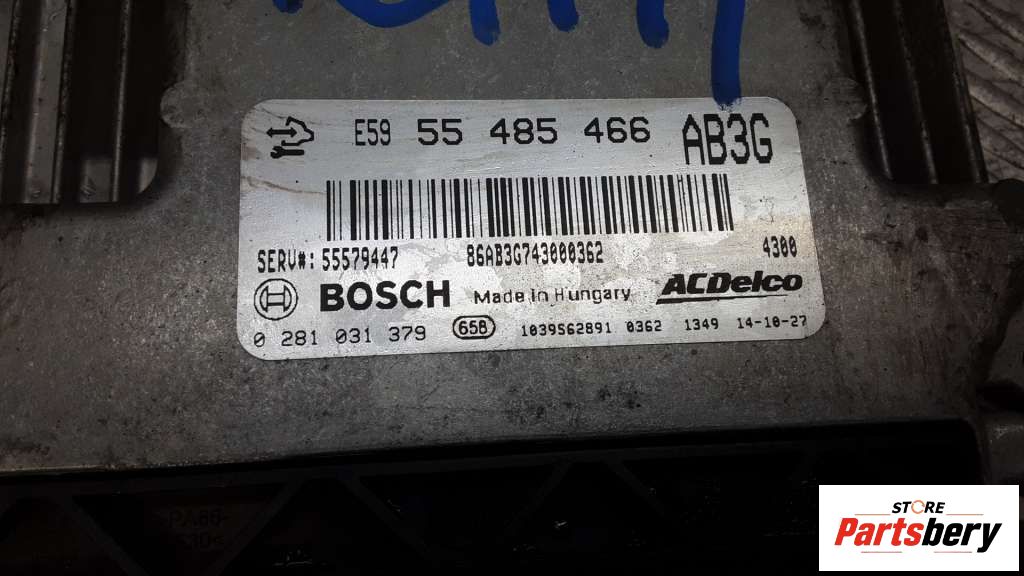 E59 55 485 466 AB3G
SERV#: 55579447 86AB3G743000362 4300
BOSCH Made in Hungary ACDelco
0 281 031 379 658 1039S62891 0362 1349 14-10-27
STORE
Partsbery